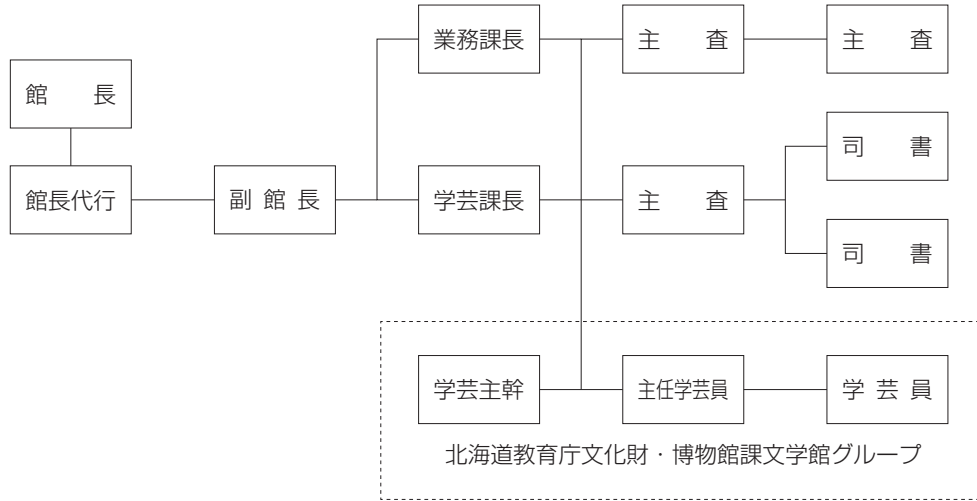 業務課長 主 査 主 査
館 長
司 書
館長代行 副 館 長 学芸課長 主 査
司 書
学芸主幹 主任学芸員 学 芸 員
北海道教育庁文化財・博物館課文学館グループ